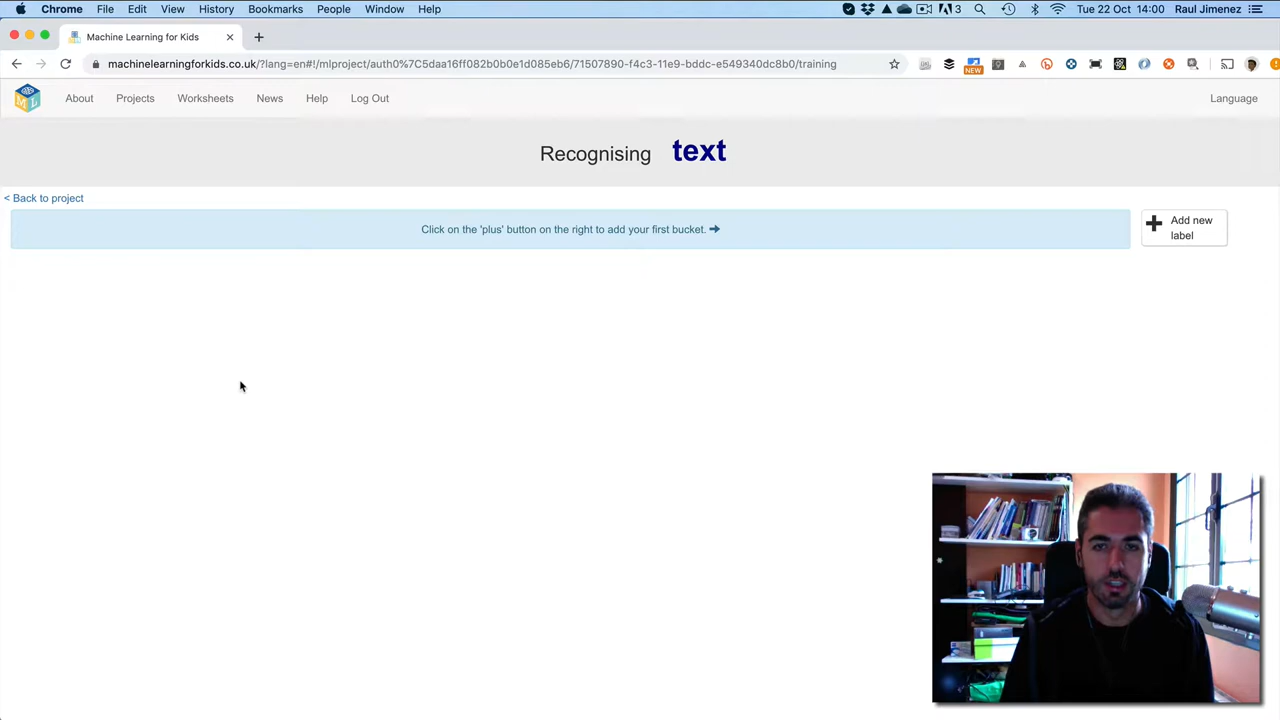 Chrome File Edit View History Bookmarks People Window Help
3
Tue 22 Oct 14:00 Raul Jimenez
Machine Learning for Kids
machinelearningforkids.co.uk/?lang=en#!/mlproject/auth0%7C5daa16ff082b0b0e1d085eb6/71507890-f4c3-11e9-bddc-e549340dc8b0/training
NEW
ML
About Projects Worksheets News Help Log Out Language
Recognising text
< Back to project
Click on the 'plus' button on the right to add your first bucket.
Add new
label